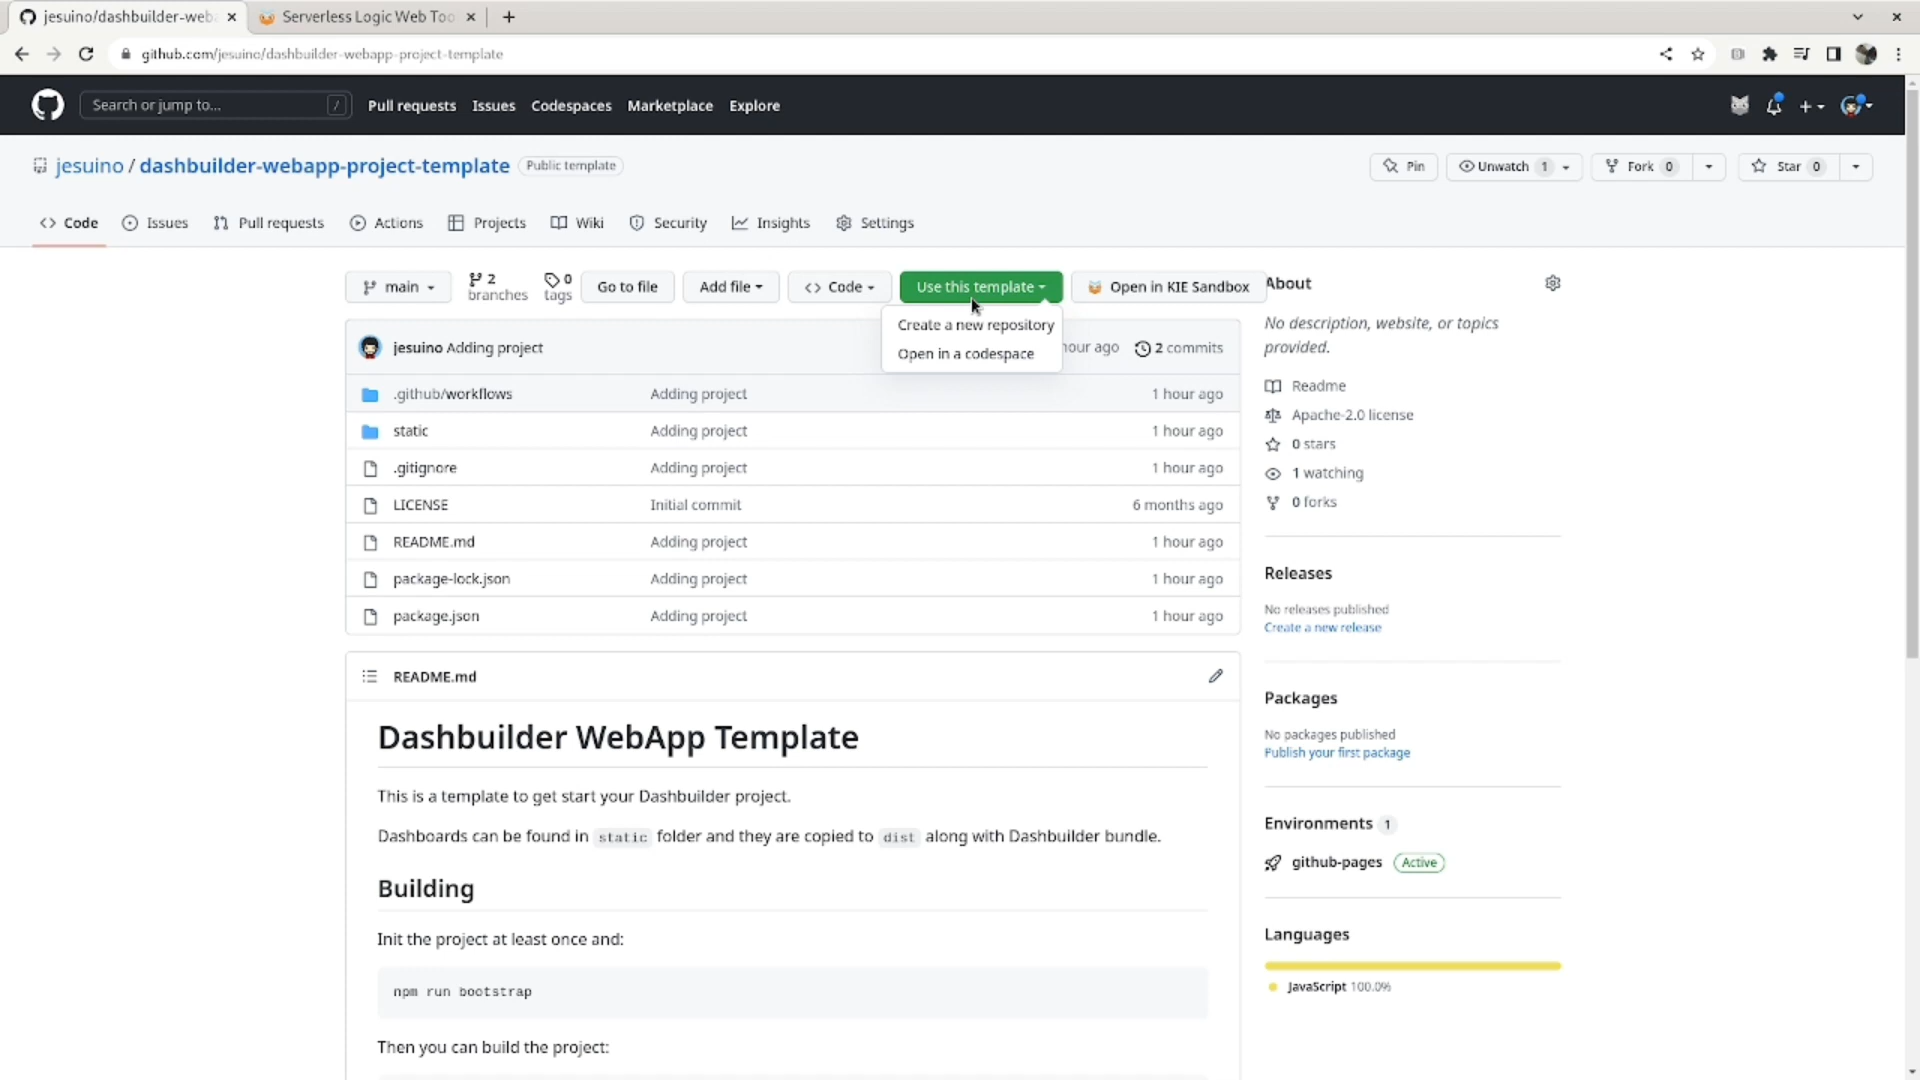 jesuino/dashbuilder-web
Serverless Logic Web Too
github.com/jesuino/dashbuilder-webapp-project-template
Search or jump to...
/
Pull requests
Issues
Codespaces
Marketplace
Explore
jesuino / dashbuilder-webapp-project-template
Public template
Pin
Unwatch 1
Fork 0
Star 0
Code
Issues
Pull requests
Actions
Projects
Wiki
Security
Insights
Settings
main
2 branches
0 tags
Go to file
Add file
Code
Use this template
Open in KIE Sandbox
Create a new repository
Open in a codespace
jesuino Adding project
hour ago
2 commits
.github/workflows Adding project 1 hour ago
static Adding project 1 hour ago
.gitignore Adding project 1 hour ago
LICENSE Initial commit 6 months ago
README.md Adding project 1 hour ago
package-lock.json Adding project 1 hour ago
package.json Adding project 1 hour ago
README.md
Dashbuilder WebApp Template
This is a template to get start your Dashbuilder project.
Dashboards can be found in static folder and they are copied to dist along with Dashbuilder bundle.
Building
Init the project at least once and:
npm run bootstrap
Then you can build the project:
About
No description, website, or topics
provided.
Readme
Apache-2.0 license
0 stars
1 watching
0 forks
Releases
No releases published
Create a new release
Packages
No packages published
Publish your first package
Environments 1
github-pages Active
Languages
JavaScript 100.0%